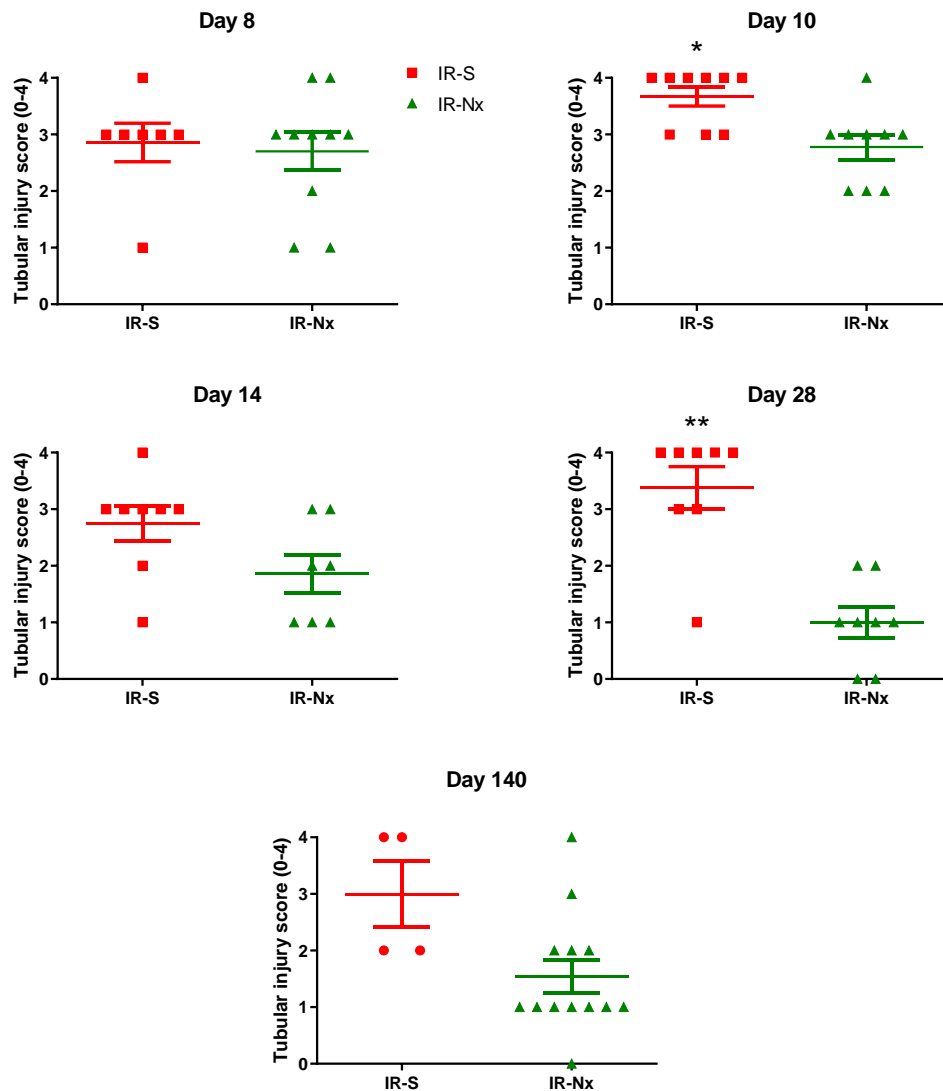 Day 8
Tubular injury score (0-4)
4
3
2
1
0
IR-S
IR-Nx
IR-S
IR-Nx
Day 10
*
Tubular injury score (0-4)
4
3
2
1
0
IR-S
IR-Nx
Day 14
Tubular injury score (0-4)
4
3
2
1
0
IR-S
IR-Nx
Day 28
**
Tubular injury score (0-4)
4
3
2
1
0
IR-S
IR-Nx
Day 140
Tubular injury score (0-4)
4
3
2
1
0
IR-S
IR-Nx